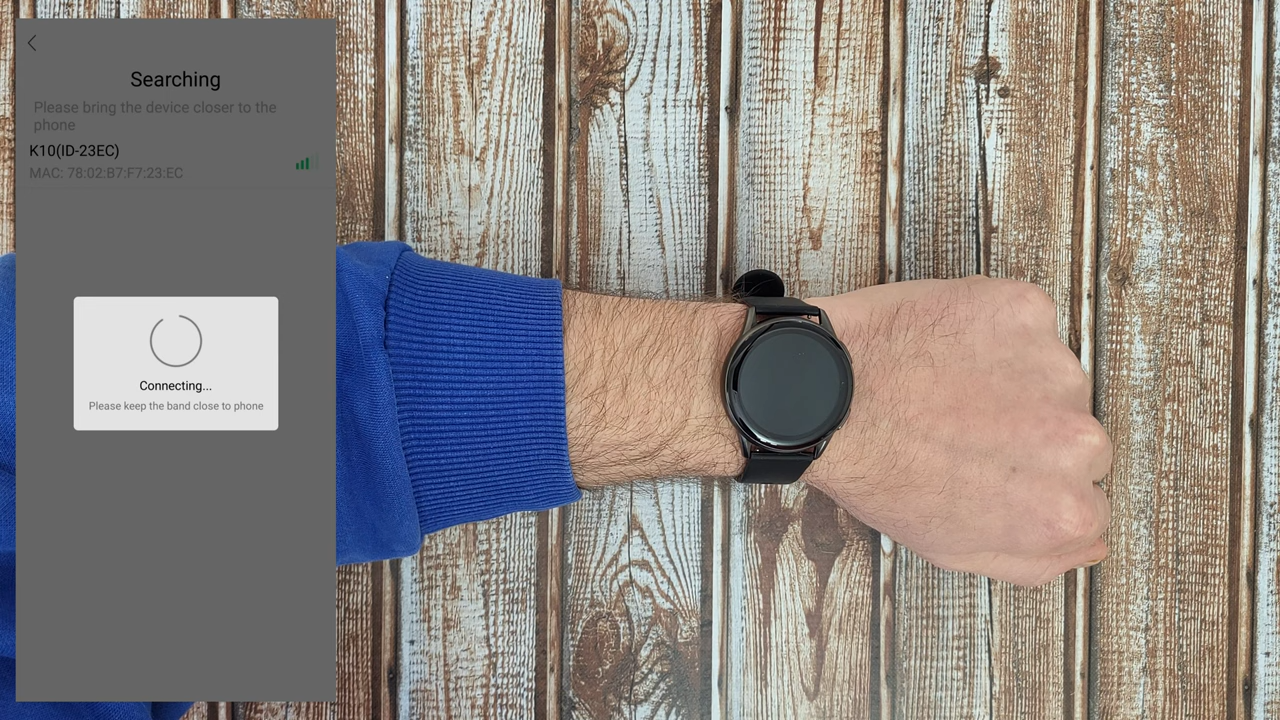 Searching
Please bring the device closer to the
phone
K10(ID-23EC)
MAC: 78:02:B7:F7:23:EC
Connecting...
Please keep the band close to phone